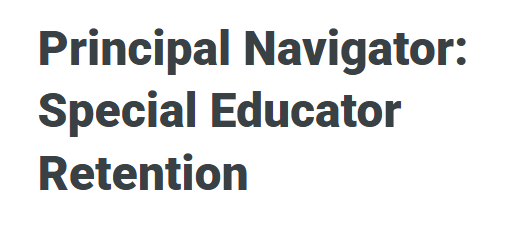 Principal Navigator:
Special Educator
Retention